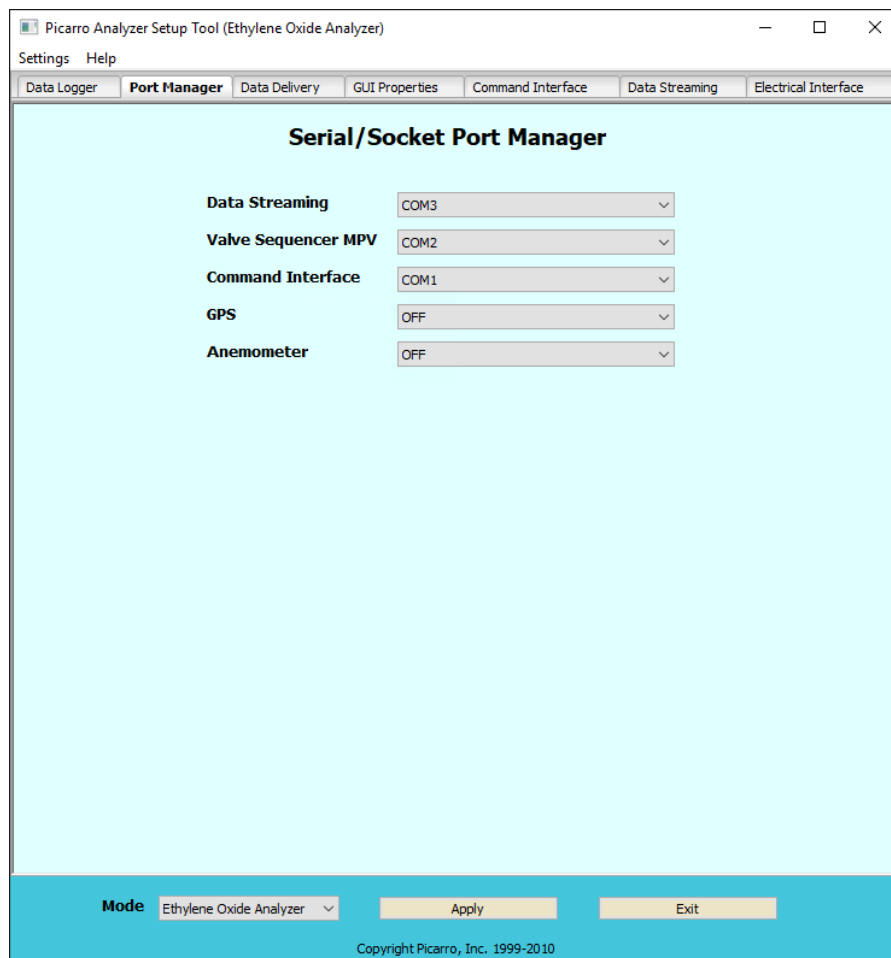 Picarro Analyzer Setup Tool (Ethylene Oxide Analyzer)
Settings Help
Data Logger Port Manager Data Delivery GUI Properties Command Interface Data Streaming Electrical Interface
Serial/Socket Port Manager
Data Streaming COM3
Valve Sequencer MPV COM2
Command Interface COM1
GPS OFF
Anemometer OFF
Mode Ethylene Oxide Analyzer Apply Exit
Copyright Picarro, Inc. 1999-2010